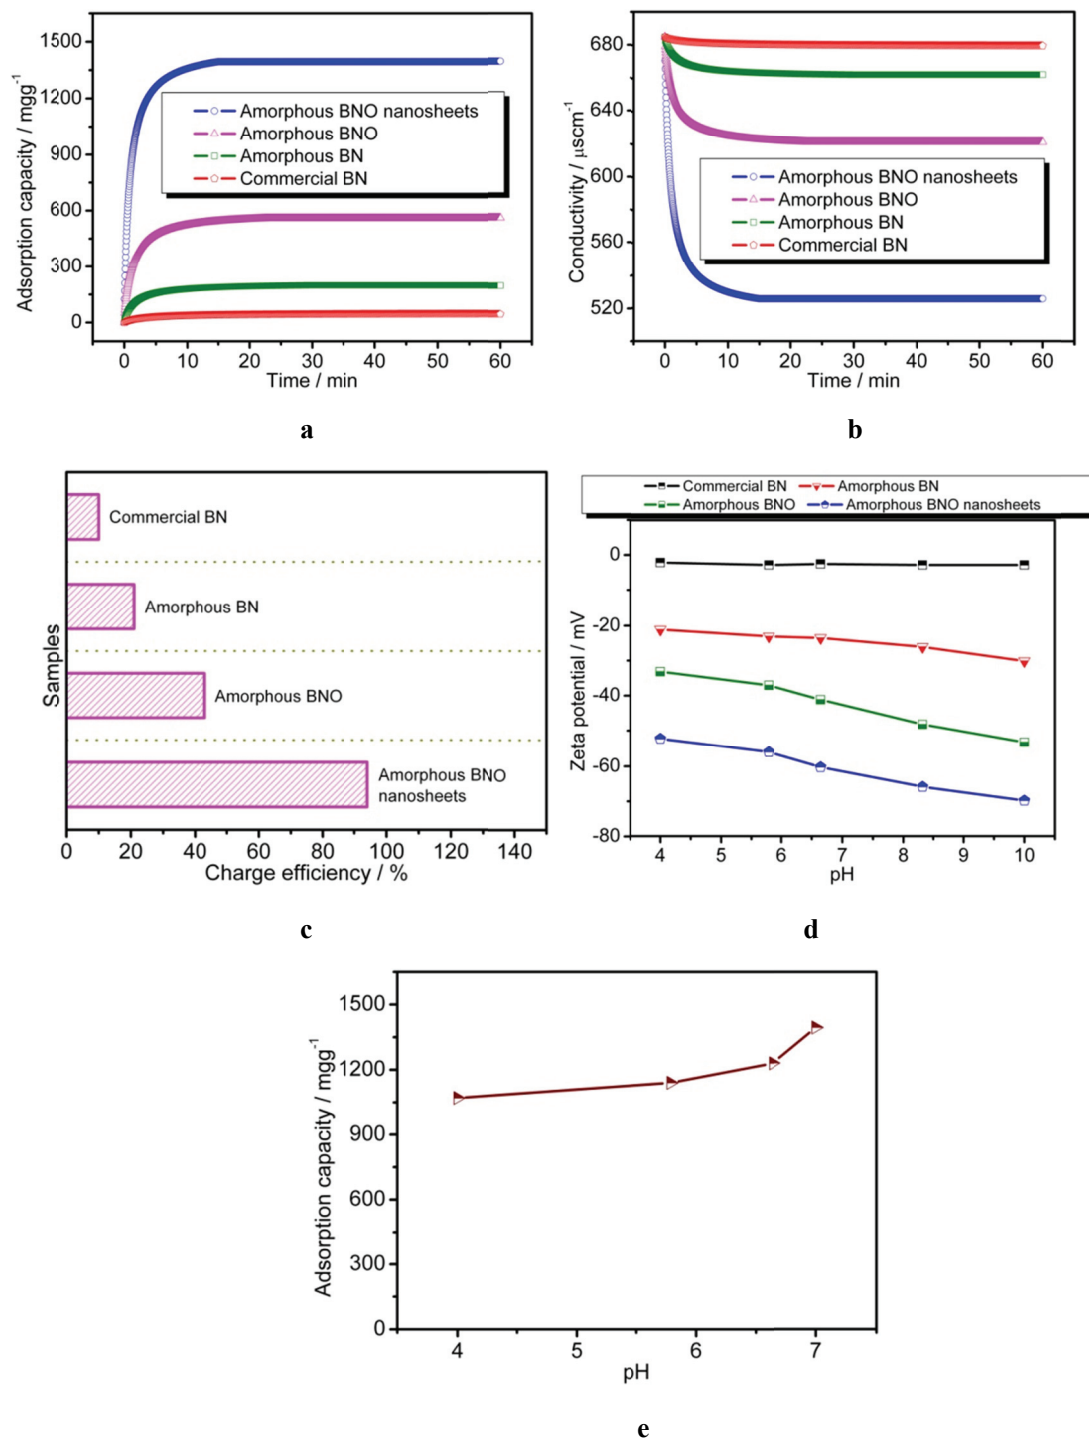 1500
1200
900
600
300
0
Adsorption capacity / mgg⁻¹
Amorphous BNO nanosheets
Amorphous BNO
Amorphous BN
Commercial BN
0 10 20 30 40 50 60
Time / min
a
680
640
600
560
520
Conductivity / μscm⁻¹
Amorphous BNO nanosheets
Amorphous BNO
Amorphous BN
Commercial BN
0 10 20 30 40 50 60
Time / min
b
Samples
Commercial BN
Amorphous BN
Amorphous BNO
Amorphous BNO
nanosheets
0 20 40 60 80 100 120 140
Charge efficiency / %
c
Commercial BN Amorphous BN
Amorphous BNO Amorphous BNO nanosheets
0
-20
-40
-60
-80
Zeta potential / mV
4 5 6 7 8 9 10
pH
d
1500
1200
900
600
300
0
Adsorption capacity / mgg⁻¹
4 5 6 7
pH
e